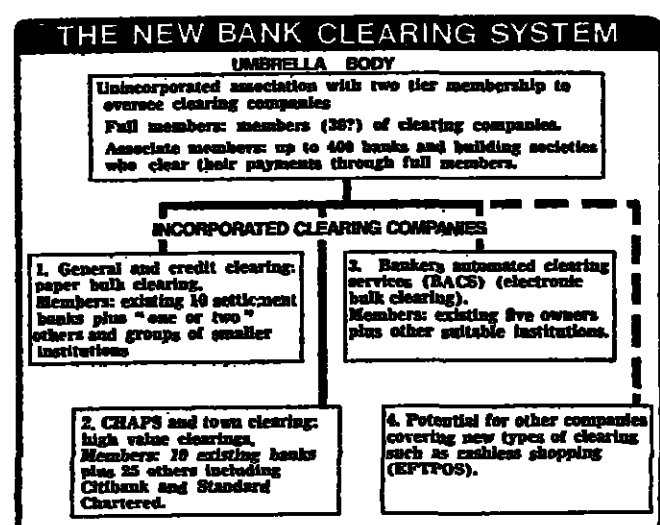 THE NEW BANK CLEARING SYSTEM
UMBRELLA BODY
Unincorporated association with two tier membership to
oversee clearing companies
Full members: members (36?) of clearing companies.
Associate members: up to 400 banks and building societies
who clear their payments through full members.
INCORPORATED CLEARING COMPANIES
1. General and credit clearing:
paper bulk clearing.
Members: existing 10 settlement
banks plus "one or two"
others and groups of smaller
institutions
3. Bankers automated clearing
services (BACS) (electronic
bulk clearing).
Members: existing five owners
plus other suitable institutions.
2. CHAPS and town clearing:
high value clearings.
Members: 10 existing banks
plus 25 others including
Citibank and Standard
Chartered.
4. Potential for other companies
covering new types of clearing
such as cashless shopping
(EFTPOS).